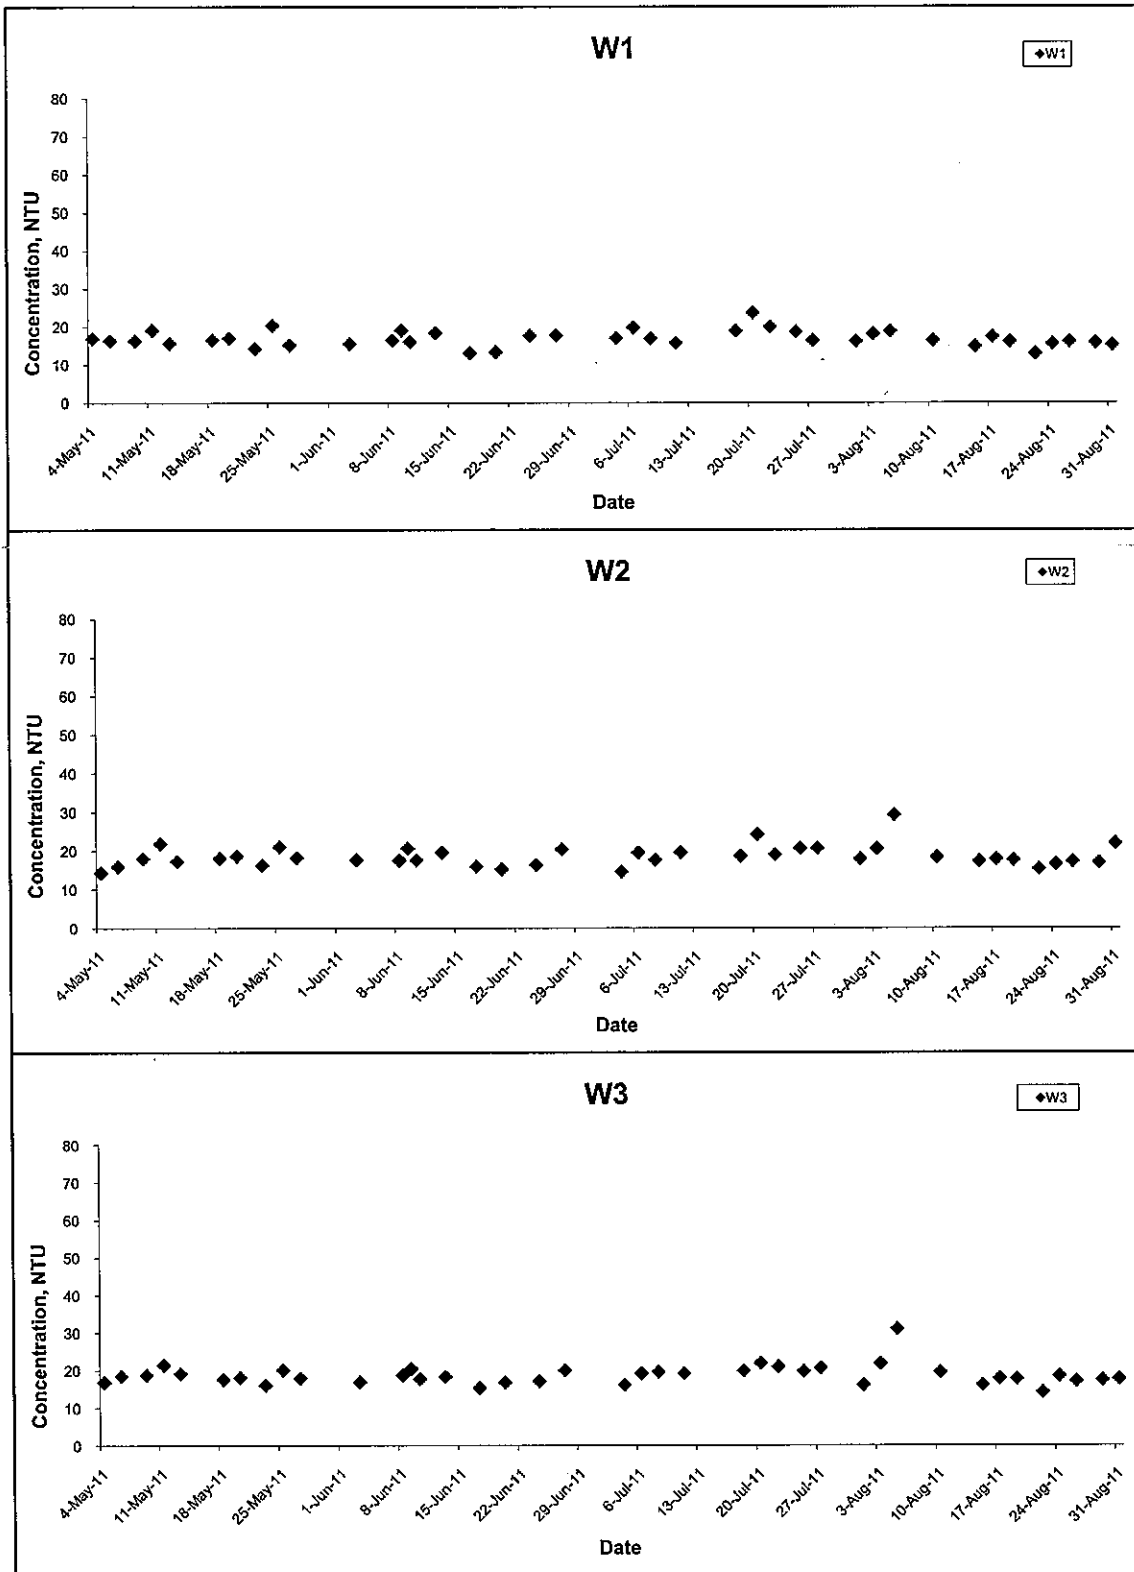 W1
◆W1
80
70
60
50
40
30
20
10
0
Concentration, NTU
4-May-11
11-May-11
18-May-11
25-May-11
1-Jun-11
8-Jun-11
15-Jun-11
22-Jun-11
29-Jun-11
6-Jul-11
13-Jul-11
20-Jul-11
27-Jul-11
3-Aug-11
10-Aug-11
17-Aug-11
24-Aug-11
31-Aug-11
Date
W2
◆W2
80
70
60
50
40
30
20
10
0
Concentration, NTU
4-May-11
11-May-11
18-May-11
25-May-11
1-Jun-11
8-Jun-11
15-Jun-11
22-Jun-11
29-Jun-11
6-Jul-11
13-Jul-11
20-Jul-11
27-Jul-11
3-Aug-11
10-Aug-11
17-Aug-11
24-Aug-11
31-Aug-11
Date
W3
◆W3
80
70
60
50
40
30
20
10
0
Concentration, NTU
4-May-11
11-May-11
18-May-11
25-May-11
1-Jun-11
8-Jun-11
15-Jun-11
22-Jun-11
29-Jun-11
6-Jul-11
13-Jul-11
20-Jul-11
27-Jul-11
3-Aug-11
10-Aug-11
17-Aug-11
24-Aug-11
31-Aug-11
Date